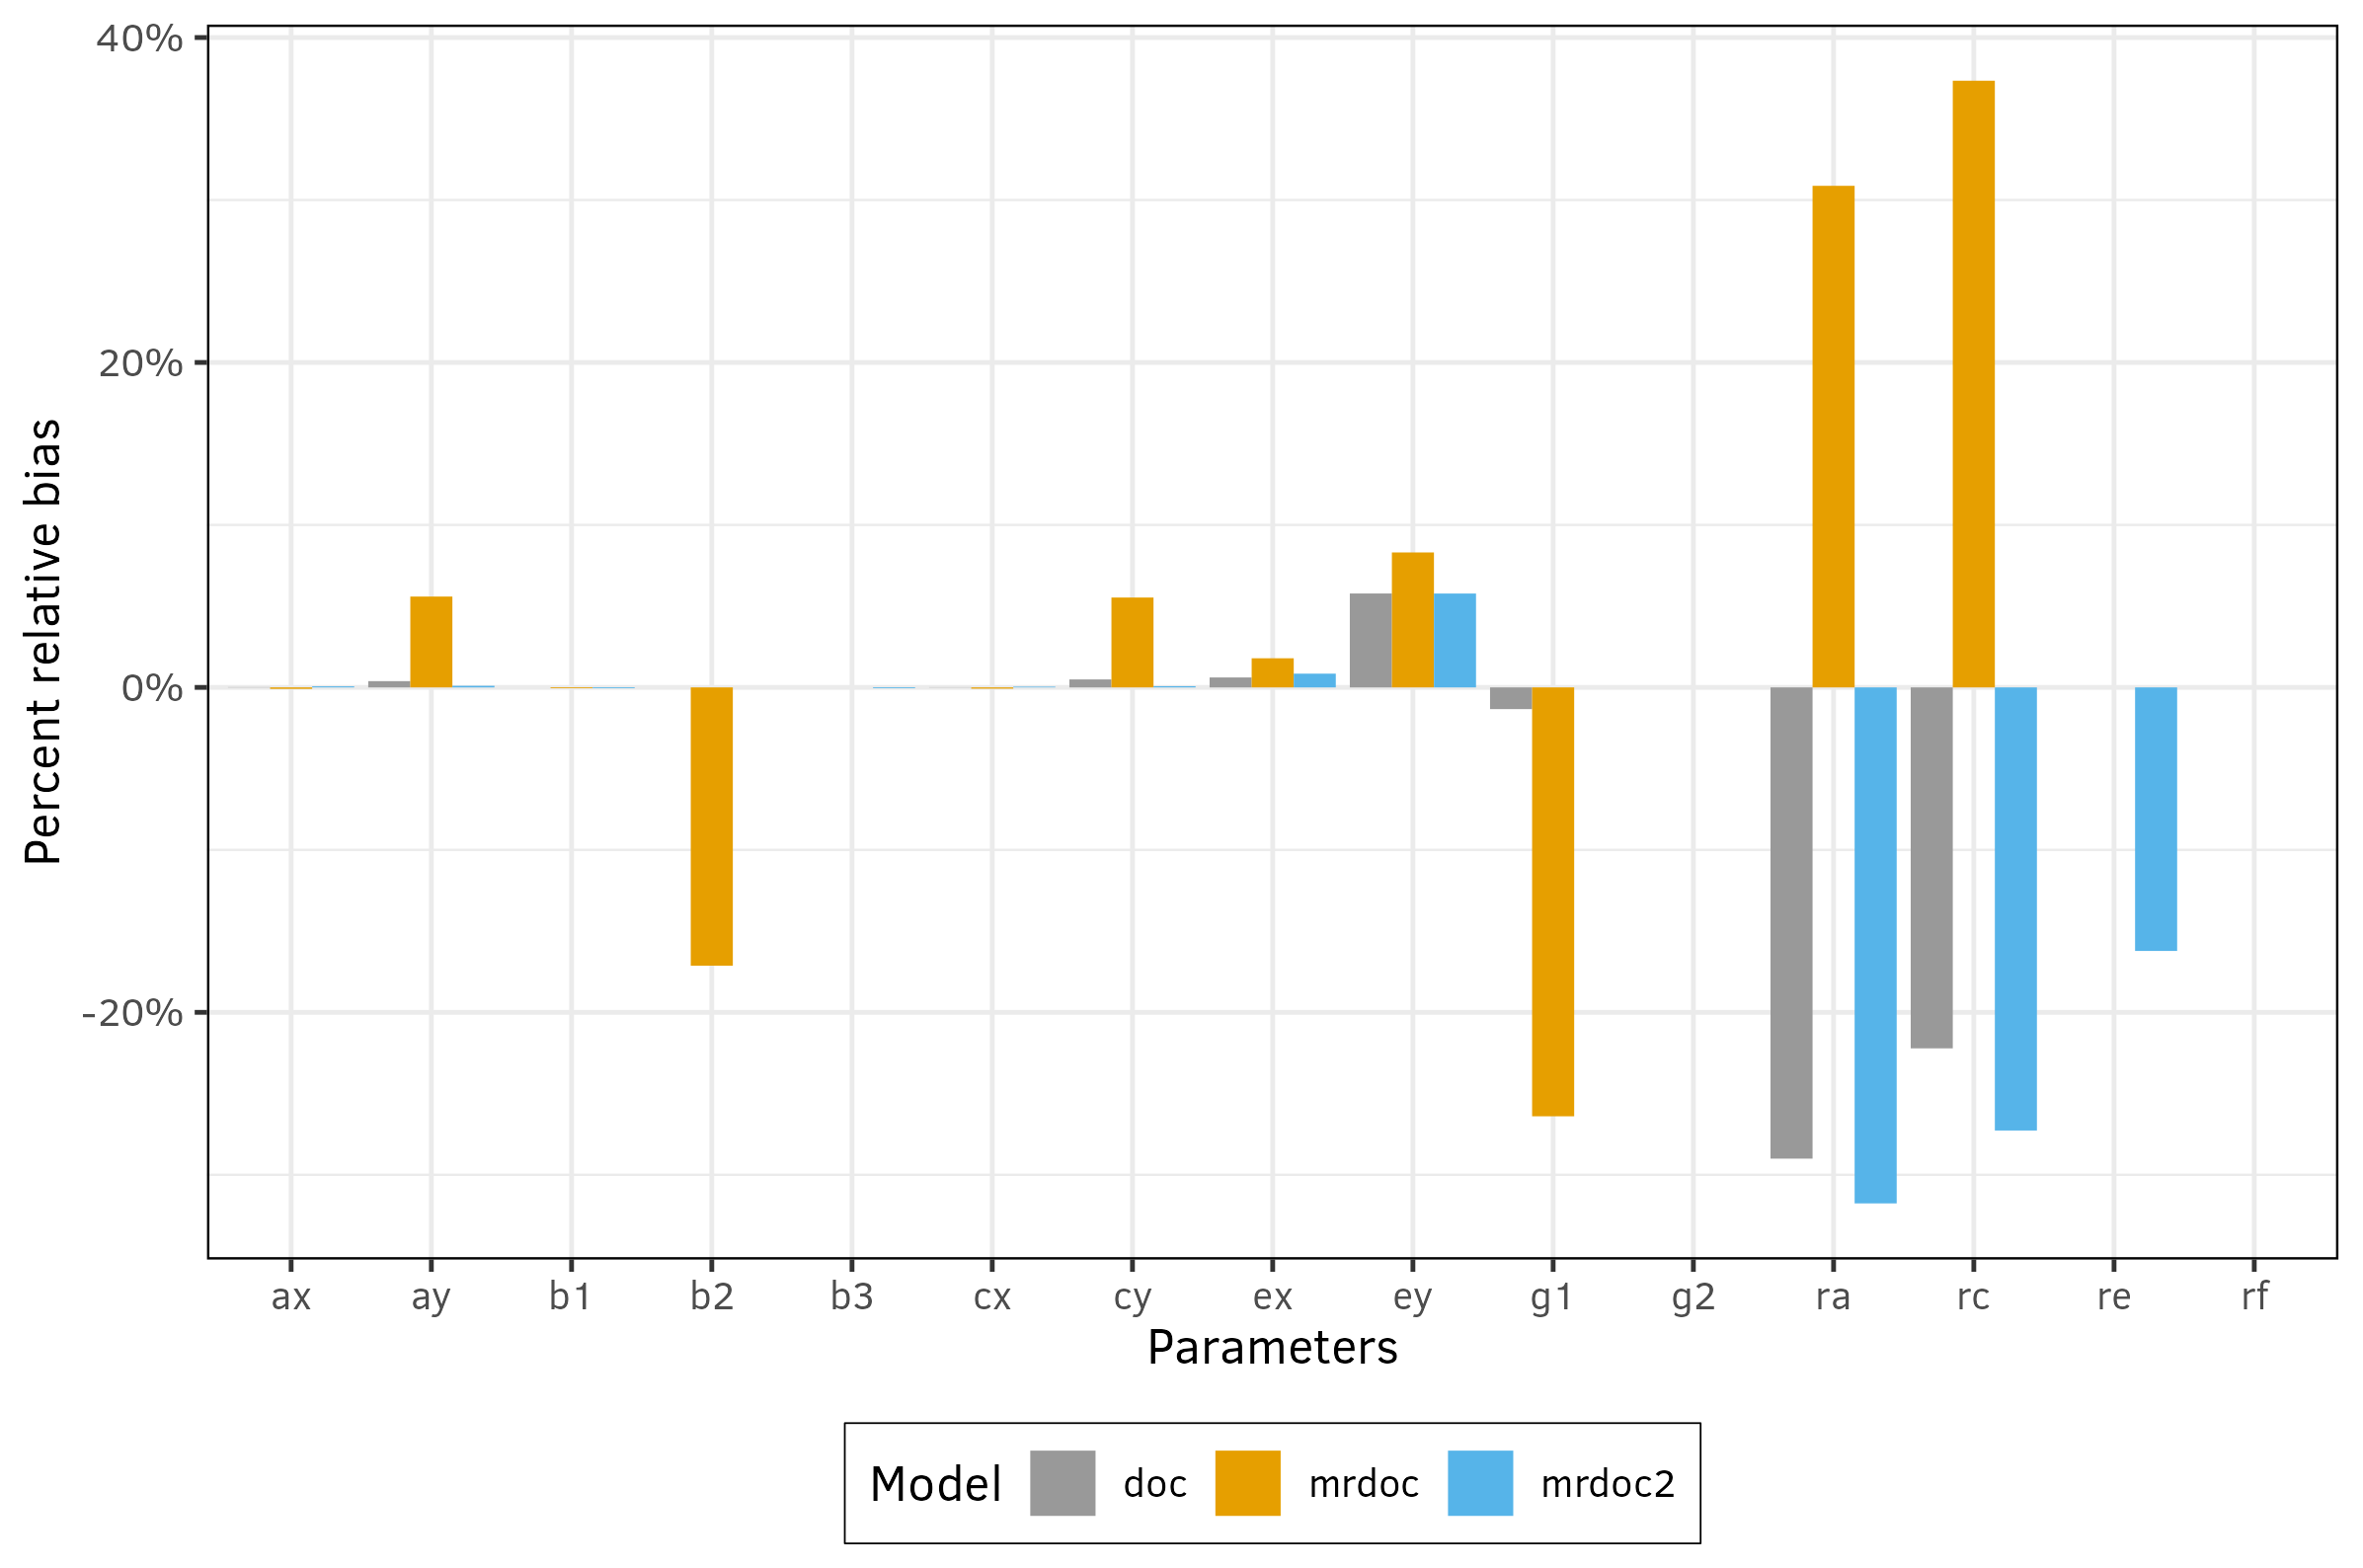 40%
20%
0%
-20%
Percent relative bias
ax ay b1 b2 b3 cx cy ex ey g1 g2 ra rc re rf
Parameters
Model doc mrdoc mrdoc2